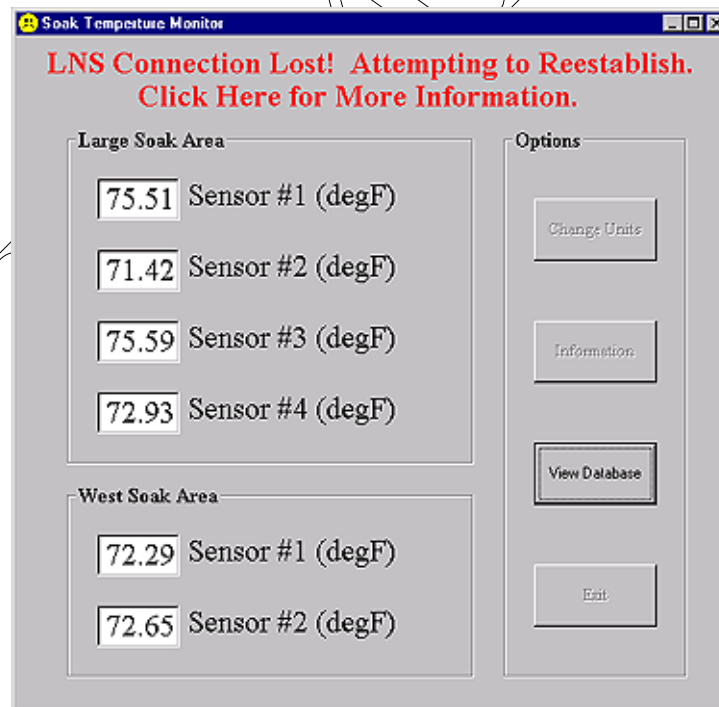 Soak Temperture Monitor
LNS Connection Lost! Attempting to Reestablish.
Click Here for More Information.
Large Soak Area
75.51 Sensor #1 (degF)
71.42 Sensor #2 (degF)
75.59 Sensor #3 (degF)
72.93 Sensor #4 (degF)
West Soak Area
72.29 Sensor #1 (degF)
72.65 Sensor #2 (degF)
Options
Change Units
Information
View Database
Exit